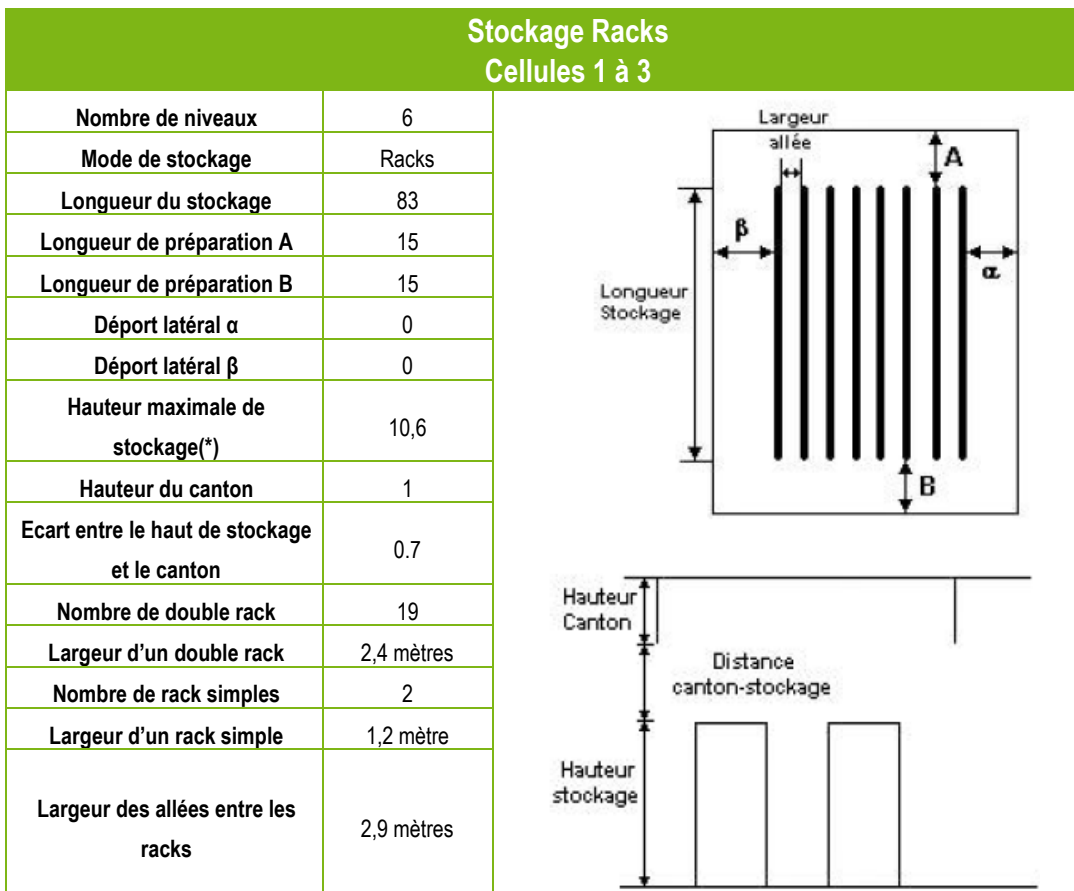 Stockage Racks
Cellules 1 à 3
Nombre de niveaux 6
Mode de stockage Racks
Longueur du stockage 83
Longueur de préparation A 15
Longueur de préparation B 15
Déport latéral α 0
Déport latéral β 0
Hauteur maximale de
stockage(*) 10,6
Hauteur du canton 1
Ecart entre le haut de stockage
et le canton 0.7
Nombre de double rack 19
Largeur d’un double rack 2,4 mètres
Nombre de rack simples 2
Largeur d’un rack simple 1,2 mètre
Largeur des allées entre les
racks 2,9 mètres
Largeur
allée
A
β
α
Longueur
Stockage
B
Hauteur
Canton
Distance
canton-stockage
Hauteur
stockage